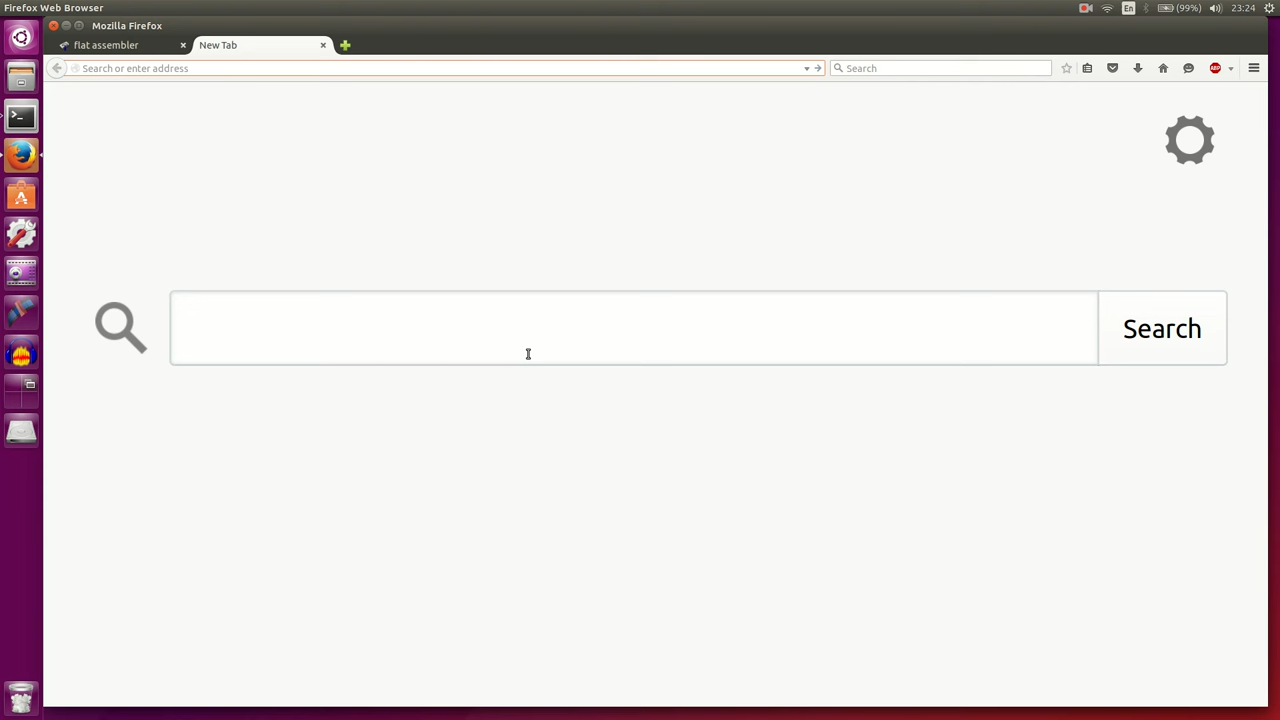 Firefox Web Browser
En
(99%)
23:24
Mozilla Firefox
flat assembler
New Tab
Search or enter address
Search
ABP
Search